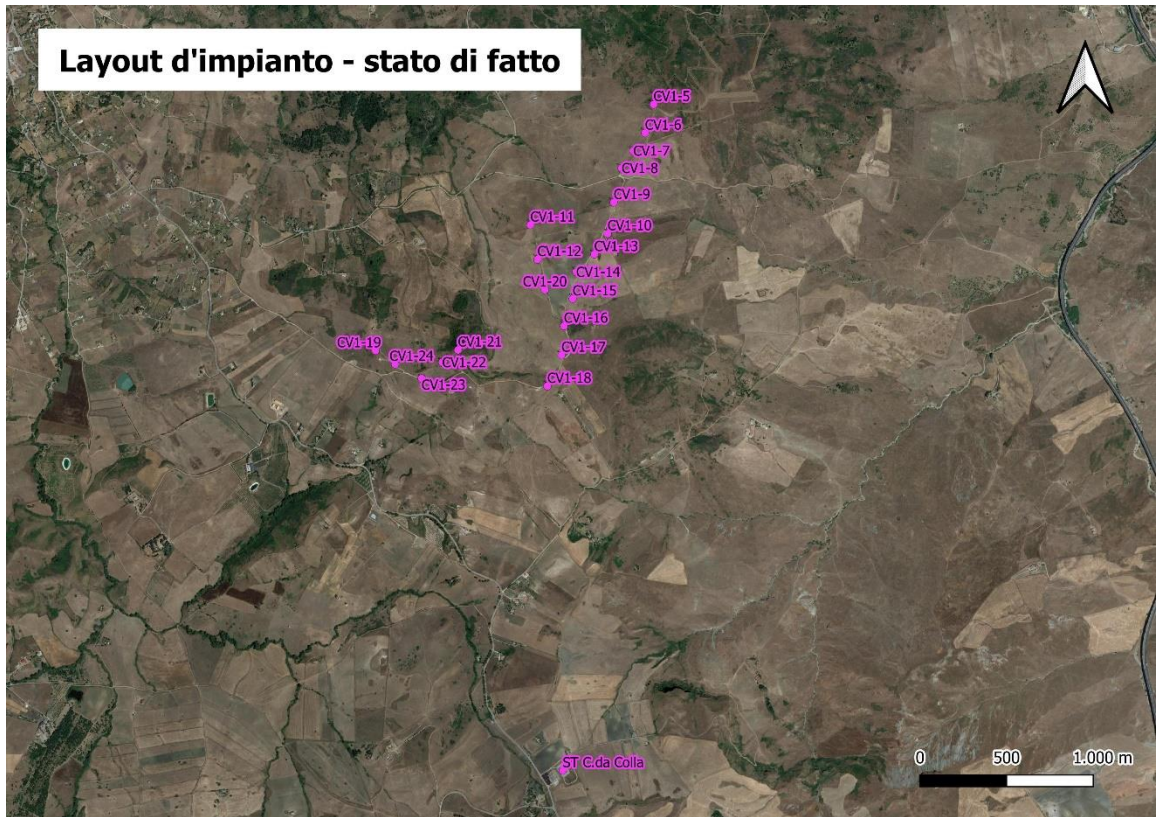 Layout d'impianto - stato di fatto
CV1-5
CV1-6
CV1-7
CV1-8
CV1-9
CV1-11
CV1-10
CV1-13
CV1-12
CV1-14
CV1-20
CV1-15
CV1-16
CV1-19
CV1-21
CV1-17
CV1-24
CV1-22
CV1-23
CV1-18
ST C.da Colla
0 500 1.000 m